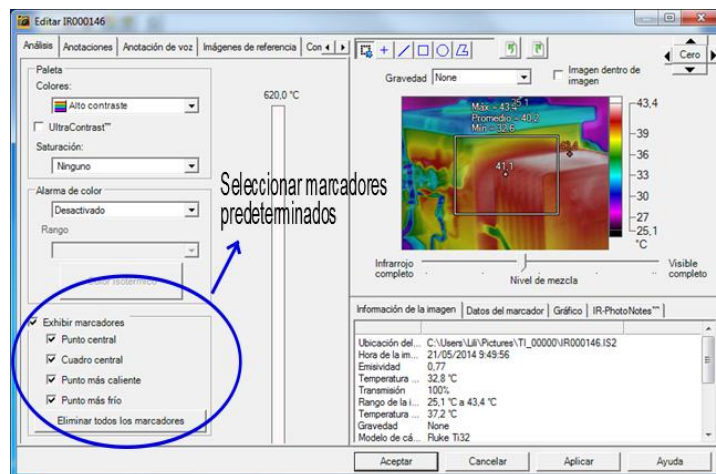 Editar IR000146
Análisis Anotaciones Anotación de voz Imágenes de referencia Con
Paleta
Colores:
Alto contraste
UltraContrast™
Saturación:
Ninguno
Alarma de color
Desactivado
Rango
Color Isotérmico
Exhibir marcadores
Punto central
Cuadro central
Punto más caliente
Punto más frío
Eliminar todos los marcadores
620,0 °C
Seleccionar marcadores
predeterminados
Cero
Gravedad None
Imagen dentro de
imagen
25,1
Máx = 43,4
Promedio = 40,2
Mín = 32,6
43,4
41,1
43,4
39
36
33
30
27
25,1
°C
Infrarrojo
completo
Nivel de mezcla
Visible
completo
Información de la imagen Datos del marcador Gráfico IR-PhotoNotes™
Ubicación del... C:\Users\Lili\Pictures\TI_00000\IR000146.IS2
Hora de la im... 21/05/2014 9:49:56
Emisividad 0,77
Temperatura ... 32,8 °C
Transmisión 100%
Rango de la i... 25,1 °C a 43,4 °C
Temperatura ... 37,2 °C
Gravedad None
Modelo de cá... Fluke Ti32
Aceptar Cancelar Aplicar Ayuda